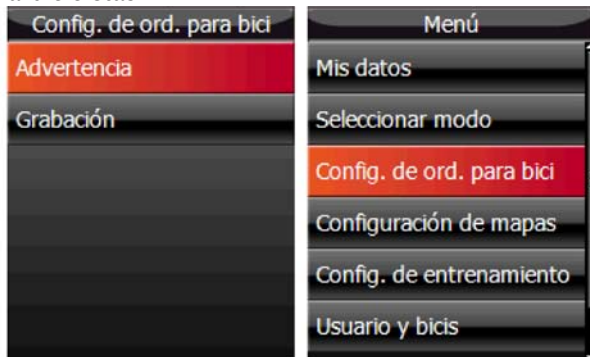 Config. de ord. para bici
Advertencia
Grabación
Menú
Mis datos
Seleccionar modo
Config. de ord. para bici
Configuración de mapas
Config. de entrenamiento
Usuario y bicis